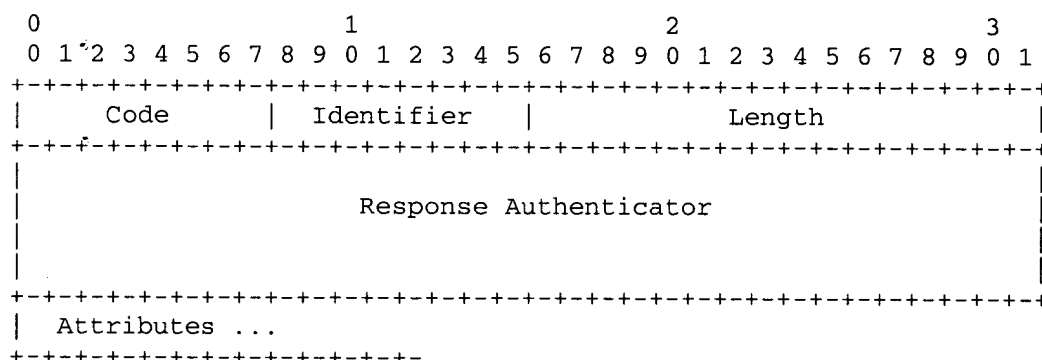 0                   1                   2                   3
0 1 2 3 4 5 6 7 8 9 0 1 2 3 4 5 6 7 8 9 0 1 2 3 4 5 6 7 8 9 0 1
+-+-+-+-+-+-+-+-+-+-+-+-+-+-+-+-+-+-+-+-+-+-+-+-+-+-+-+-+-+-+-+-+
|     Code      |  Identifier   |            Length             |
+-+-+-+-+-+-+-+-+-+-+-+-+-+-+-+-+-+-+-+-+-+-+-+-+-+-+-+-+-+-+-+-+
|                                                               |
|                     Response Authenticator                    |
|                                                               |
|                                                               |
+-+-+-+-+-+-+-+-+-+-+-+-+-+-+-+-+-+-+-+-+-+-+-+-+-+-+-+-+-+-+-+-+
|  Attributes ...
+-+-+-+-+-+-+-+-+-+-+-+-+-